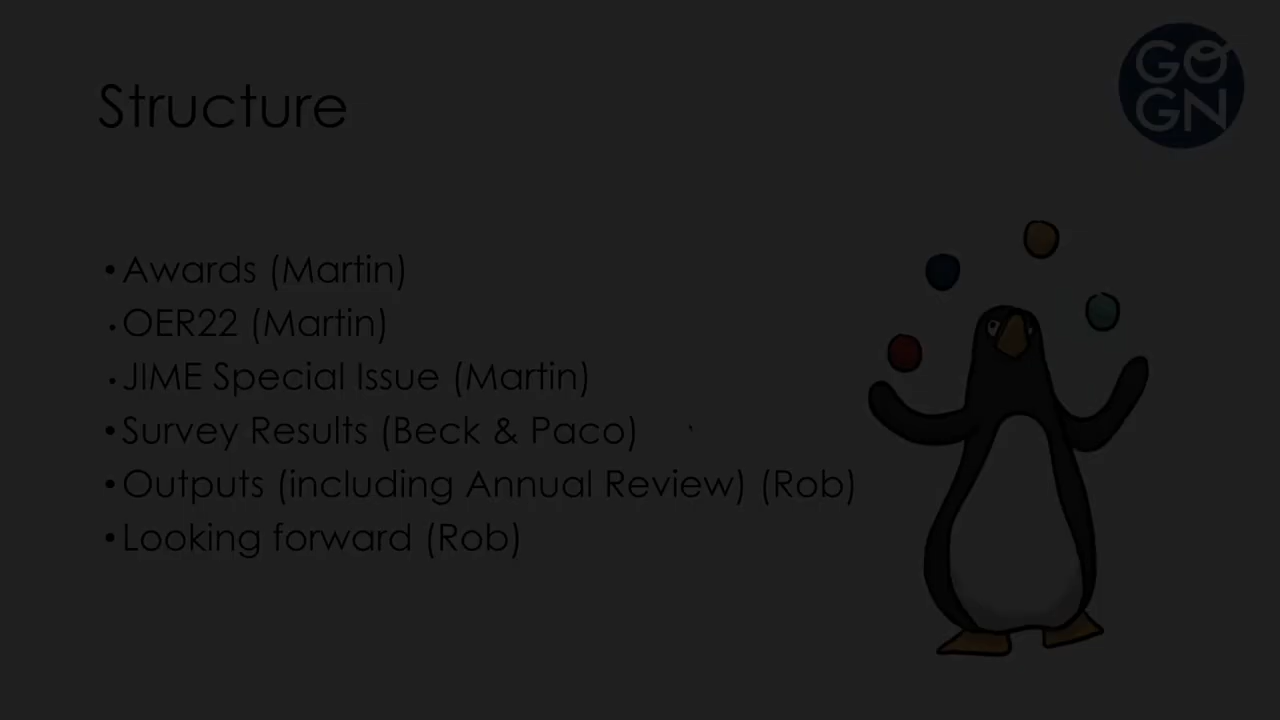 Structure
GO
GN
• Awards (Martin)
• OER22 (Martin)
• JIME Special Issue (Martin)
• Survey Results (Beck & Paco)
• Outputs (including Annual Review) (Rob)
• Looking forward (Rob)